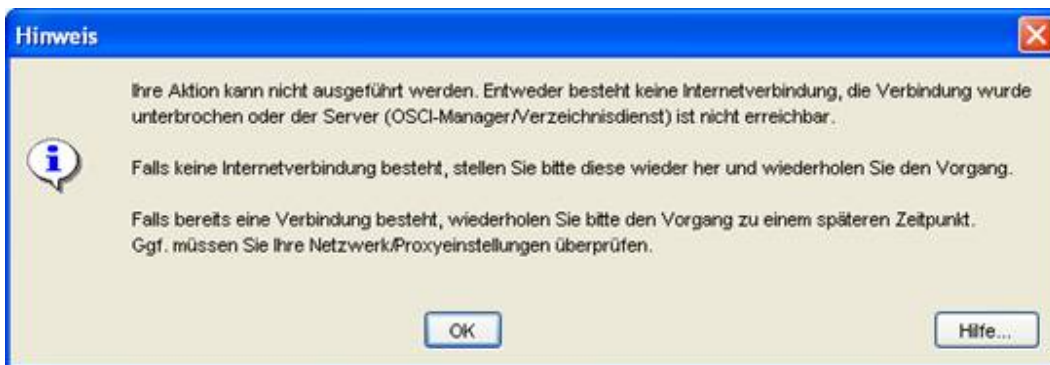 Hinweis
Ihre Aktion kann nicht ausgeführt werden. Entweder besteht keine Internetverbindung, die Verbindung wurde
unterbrochen oder der Server (OSCI-Manager/Verzeichnisdienst) ist nicht erreichbar.
Falls keine Internetverbindung besteht, stellen Sie bitte diese wieder her und wiederholen Sie den Vorgang.
Falls bereits eine Verbindung besteht, wiederholen Sie bitte den Vorgang zu einem späteren Zeitpunkt.
Ggf. müssen Sie Ihre Netzwerk/Proxyeinstellungen überprüfen.
OK
Hilfe...